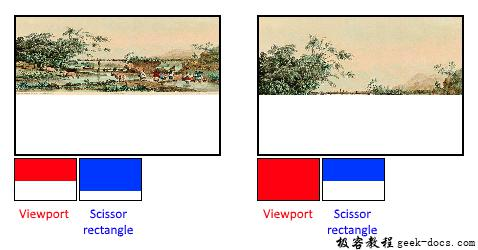 Viewport
Scissor
rectangle
Viewport
Scissor
rectangle
极客教程 geek-docs.com